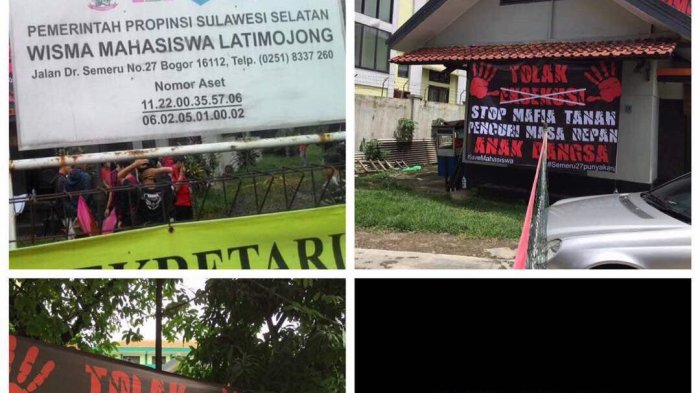 PEMERINTAH PROPINSI SULAWESI SELATAN
WISMA MAHASISWA LATIMOJONG
Jalan Dr. Semeru No.27 Bogor 16112, Telp. (0251) 8337 260
Nomor Aset
11.22.00.35.57.06
06.02.05.01.00.02
TOLAK
EKSEKUSI
STOP MAFIA TANAH
PENCURI MASA DEPAN
ANAK BANGSA
#SaveMahasiswa
TOLAK